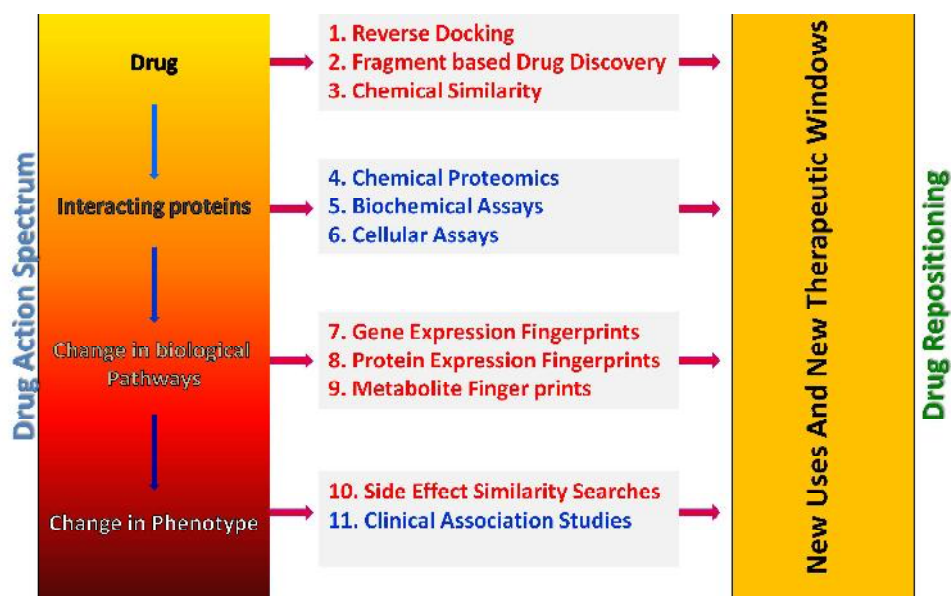 Drug Action Spectrum
Drug
Interacting proteins
Change in biological
Pathways
Change in Phenotype
1. Reverse Docking
2. Fragment based Drug Discovery
3. Chemical Similarity
4. Chemical Proteomics
5. Biochemical Assays
6. Cellular Assays
7. Gene Expression Fingerprints
8. Protein Expression Fingerprints
9. Metabolite Finger prints
10. Side Effect Similarity Searches
11. Clinical Association Studies
New Uses And New Therapeutic Windows
Drug Repositioning